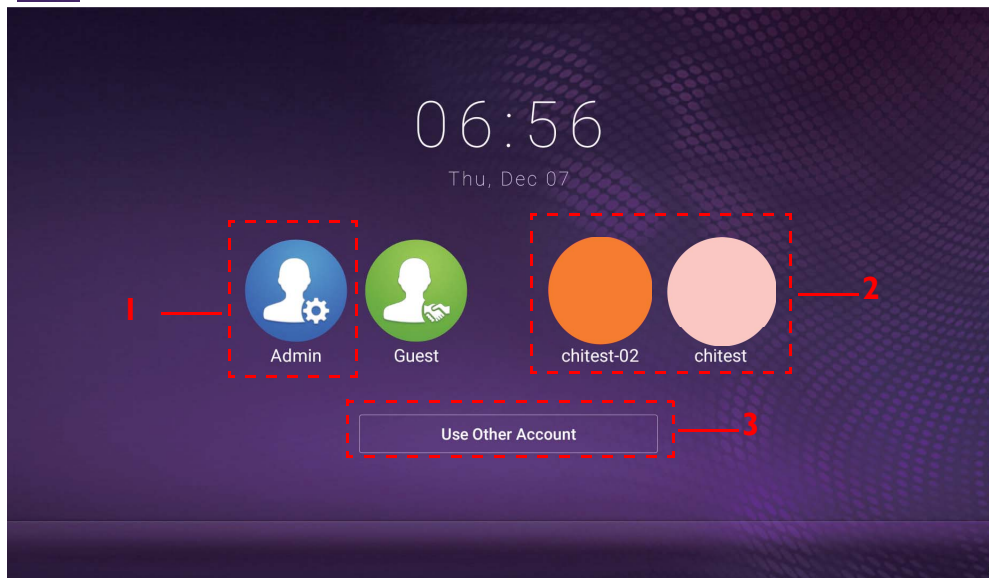 06:56
Thu, Dec 07
1
2
Admin
Guest
chitest-02
chitest
Use Other Account
3